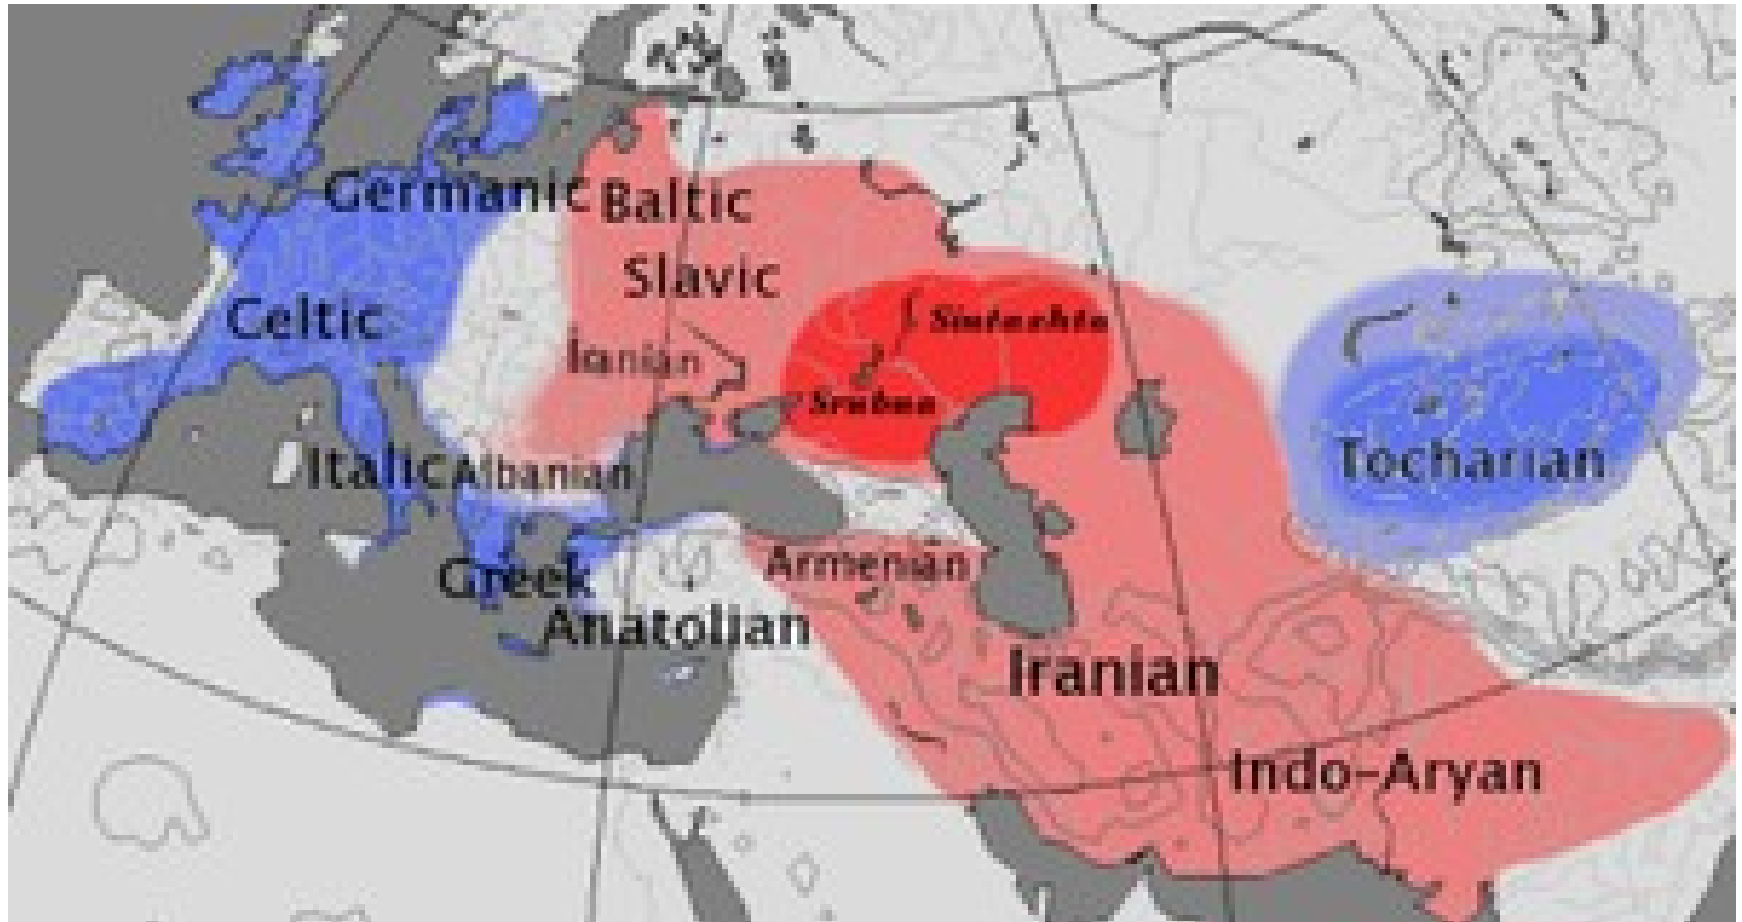 Germanic
Baltic
Slavic
Celtic
Sintashta
Iranian
Srubna
Italic
Albanian
Tocharian
Greek
Armenian
Anatolian
Iranian
Indo-Aryan